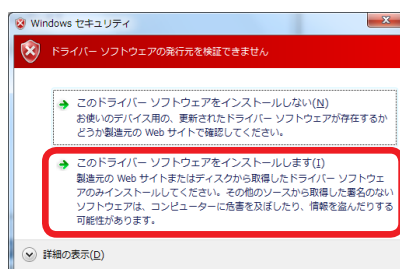 Windows セキュリティ
ドライバー ソフトウェアの発行元を検証できません
このドライバー ソフトウェアをインストールしない(N)
お使いのデバイス用の、更新されたドライバー ソフトウェアが存在するか
どうか製造元の Web サイトで確認してください。
このドライバー ソフトウェアをインストールします(I)
製造元の Web サイトまたはディスクから取得したドライバー ソフトウェ
アのみインストールしてください。その他のソースから取得した署名のない
ソフトウェアは、コンピューターに危害を及ぼしたり、情報を盗んだりする
可能性があります。
詳細の表示(D)